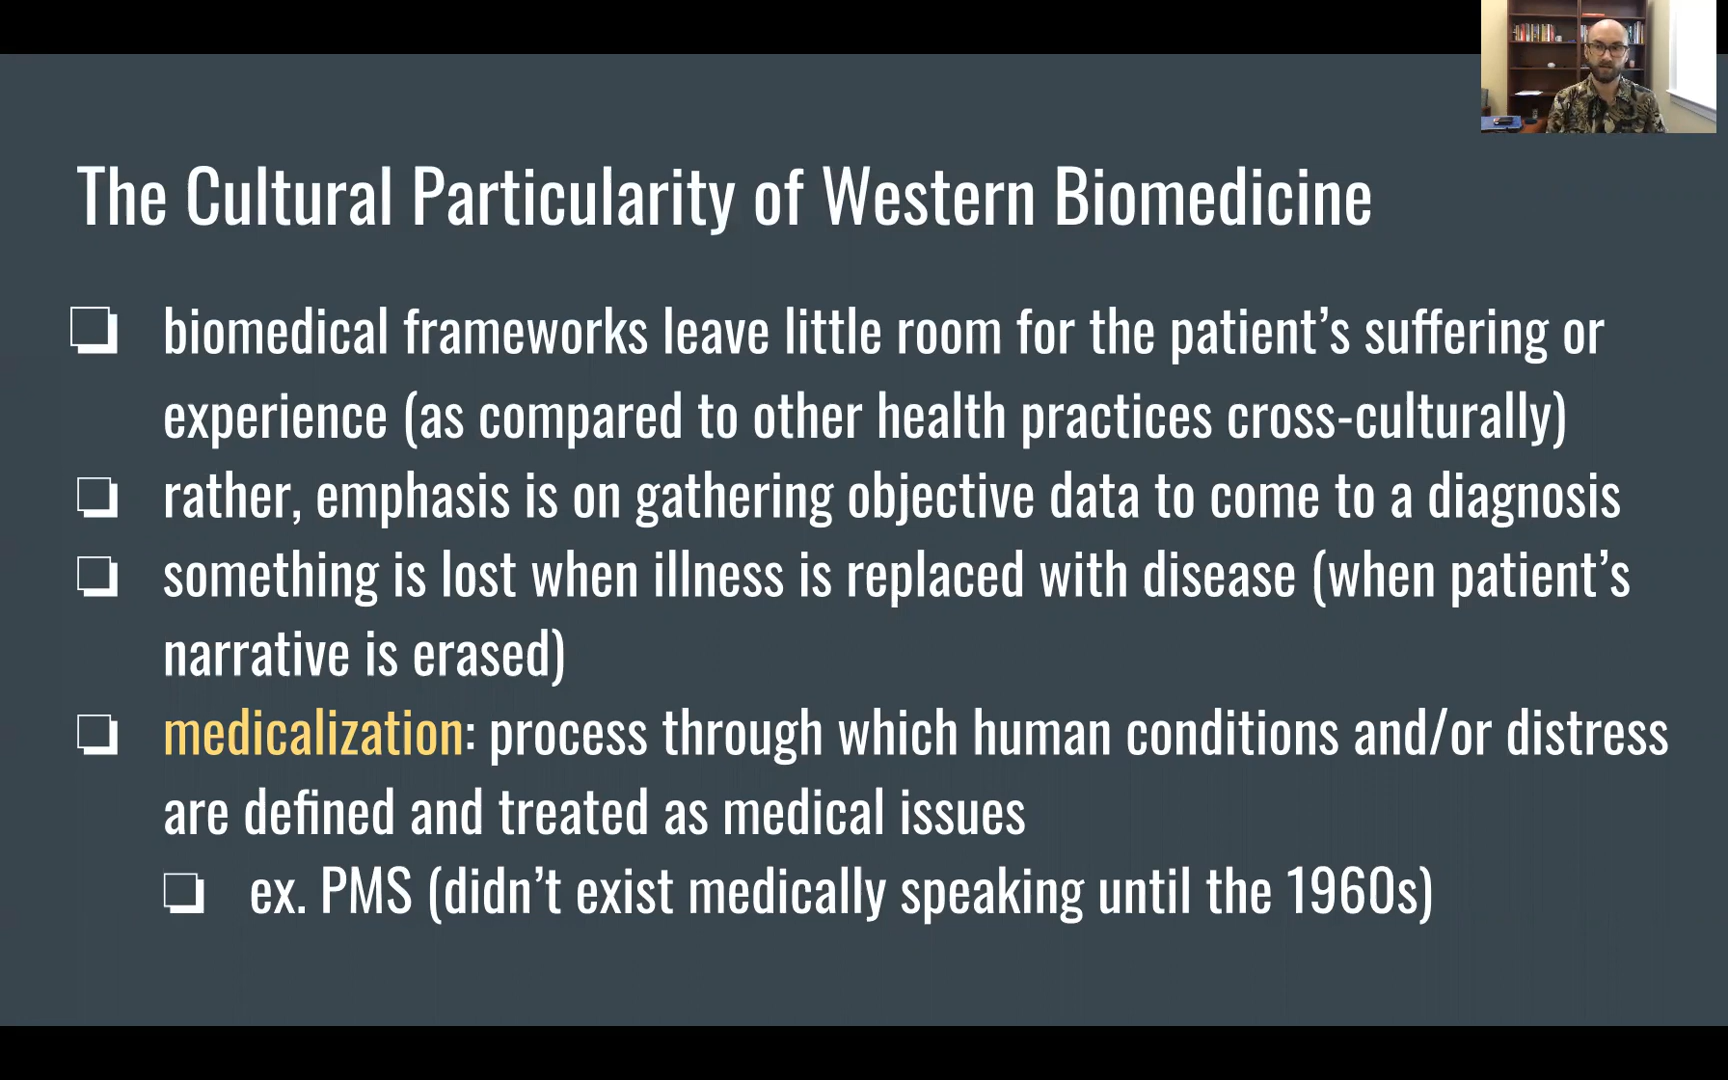 The Cultural Particularity of Western Biomedicine
biomedical frameworks leave little room for the patient’s suffering or
experience (as compared to other health practices cross-culturally)
rather, emphasis is on gathering objective data to come to a diagnosis
something is lost when illness is replaced with disease (when patient’s
narrative is erased)
medicalization: process through which human conditions and/or distress
are defined and treated as medical issues
ex. PMS (didn’t exist medically speaking until the 1960s)